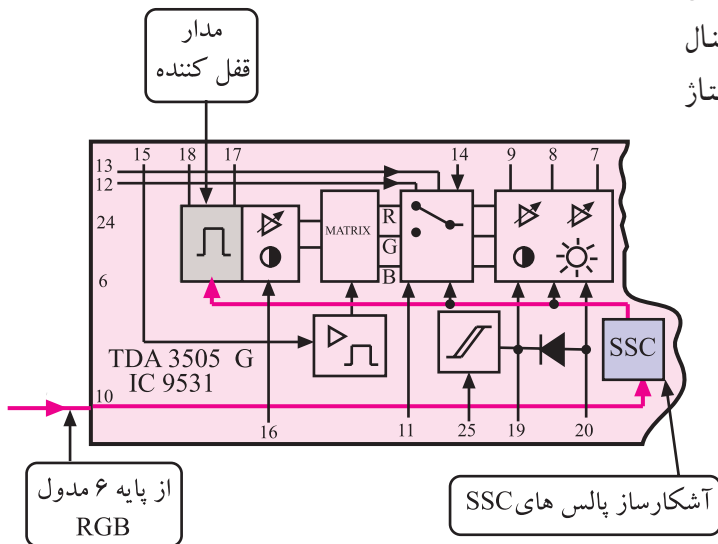 نال
تاژ
مدار
قفل کننده
15 18 17 14 9 8 7
13
12
24
6
MATRIX
R
G
B
SSC
TDA 3505 G
IC 9531
10
16 11 25 19 20
از پایه ۶ مدول
RGB
آشکارساز پالس های SSC